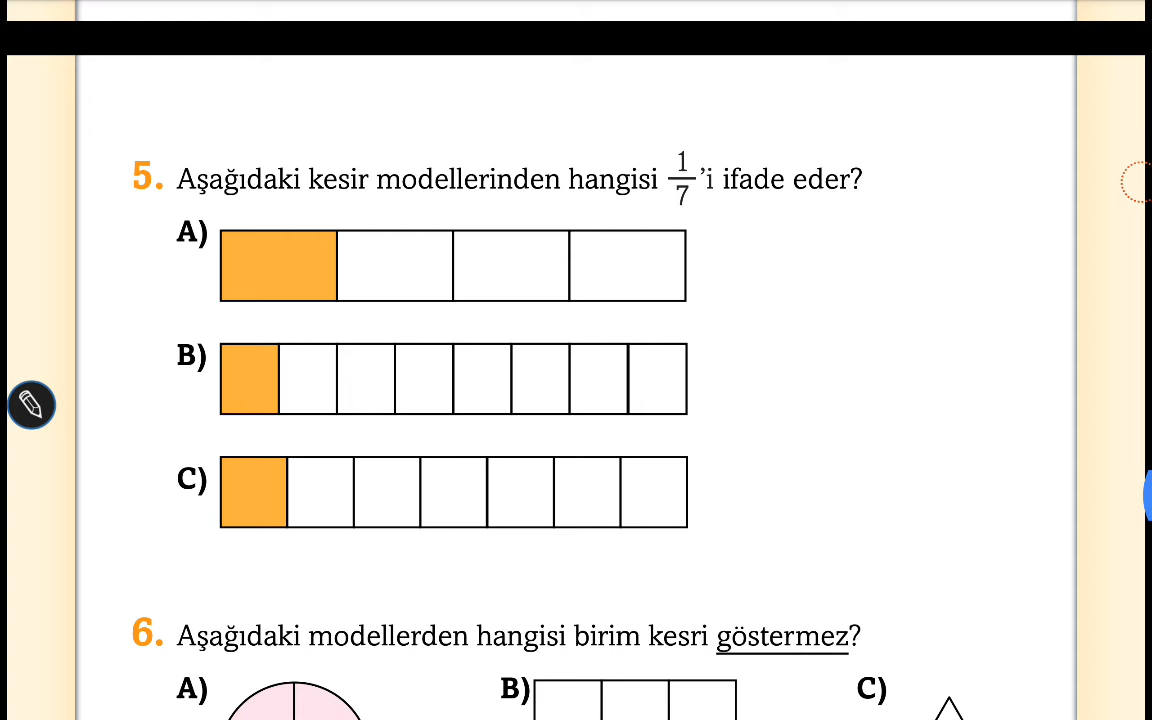 5. Aşağıdaki kesir modellerinden hangisi 1/7 'i ifade eder?
A)
B)
C)
6. Aşağıdaki modellerden hangisi birim kesri göstermez?
A) B) C)